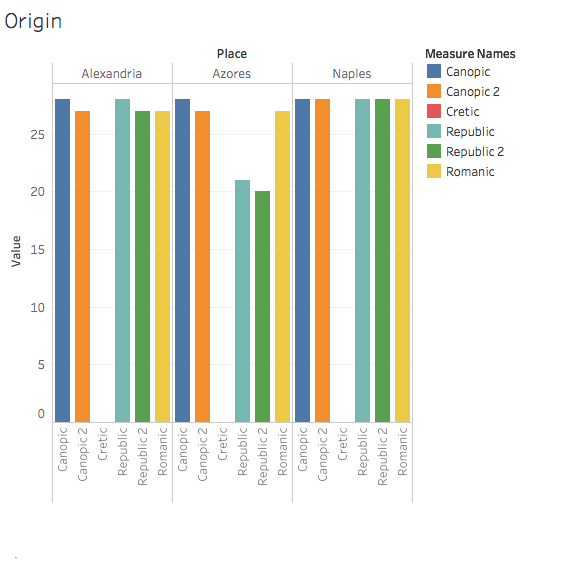 Origin
Place
Measure Names
Alexandria
Azores
Naples
Canopic
Canopic 2
Cretic
Republic
Republic 2
Romanic
Value
25
20
15
10
5
0
Canopic
Canopic 2
Cretic
Republic
Republic 2
Romanic
Canopic
Canopic 2
Cretic
Republic
Republic 2
Romanic
Canopic
Canopic 2
Cretic
Republic
Republic 2
Romanic